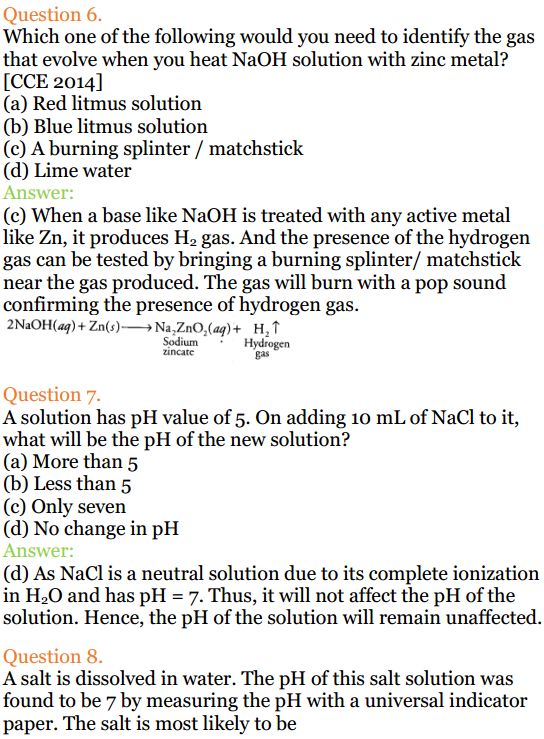 Question 6.
Which one of the following would you need to identify the gas
that evolve when you heat NaOH solution with zinc metal?
[CCE 2014]
(a) Red litmus solution
(b) Blue litmus solution
(c) A burning splinter / matchstick
(d) Lime water
Answer:
(c) When a base like NaOH is treated with any active metal
like Zn, it produces H₂ gas. And the presence of the hydrogen
gas can be tested by bringing a burning splinter/ matchstick
near the gas produced. The gas will burn with a pop sound
confirming the presence of hydrogen gas.
2NaOH(aq) + Zn(s) ⟶ Na₂ZnO₂(aq) + H₂↑
Sodium Hydrogen
zincate gas
Question 7.
A solution has pH value of 5. On adding 10 mL of NaCl to it,
what will be the pH of the new solution?
(a) More than 5
(b) Less than 5
(c) Only seven
(d) No change in pH
Answer:
(d) As NaCl is a neutral solution due to its complete ionization
in H₂O and has pH = 7. Thus, it will not affect the pH of the
solution. Hence, the pH of the solution will remain unaffected.
Question 8.
A salt is dissolved in water. The pH of this salt solution was
found to be 7 by measuring the pH with a universal indicator
paper. The salt is most likely to be